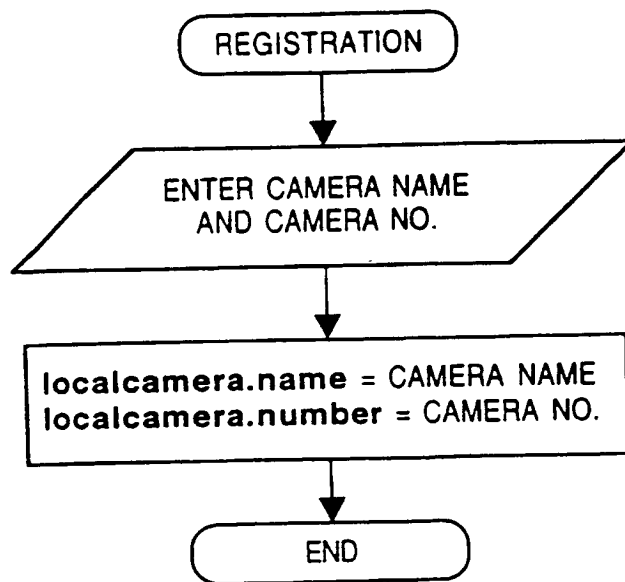 REGISTRATION
ENTER CAMERA NAME
AND CAMERA NO.
localcamera.name = CAMERA NAME
localcamera.number = CAMERA NO.
END